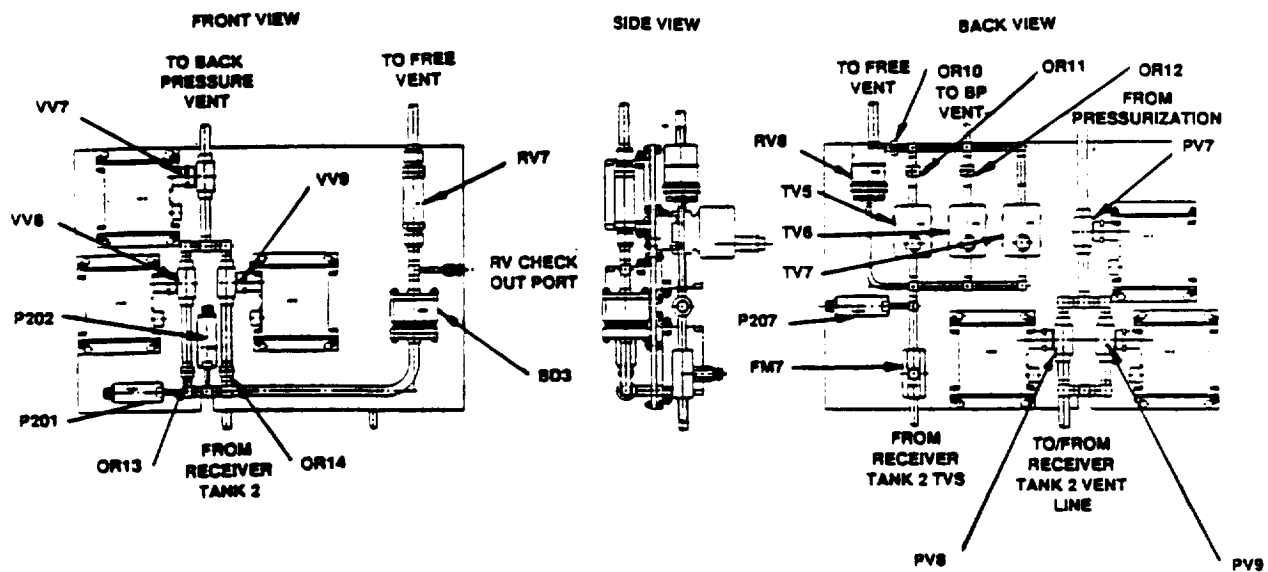 FRONT VIEW
TO BACK
PRESSURE
VENT
TO FREE
VENT
VV7
RV7
VV9
VV8
RV CHECK
OUT PORT
P202
BD3
P201
OR13
FROM
RECEIVER
TANK 2
OR14
SIDE VIEW
BACK VIEW
TO FREE
VENT
OR10
TO BP
VENT
OR11
OR12
FROM
PRESSURIZATION
RV8
PV7
TV5
TV6
TV7
P207
FM7
FROM
RECEIVER
TANK 2 TVS
TO/FROM
RECEIVER
TANK 2 VENT
LINE
PV8
PV9